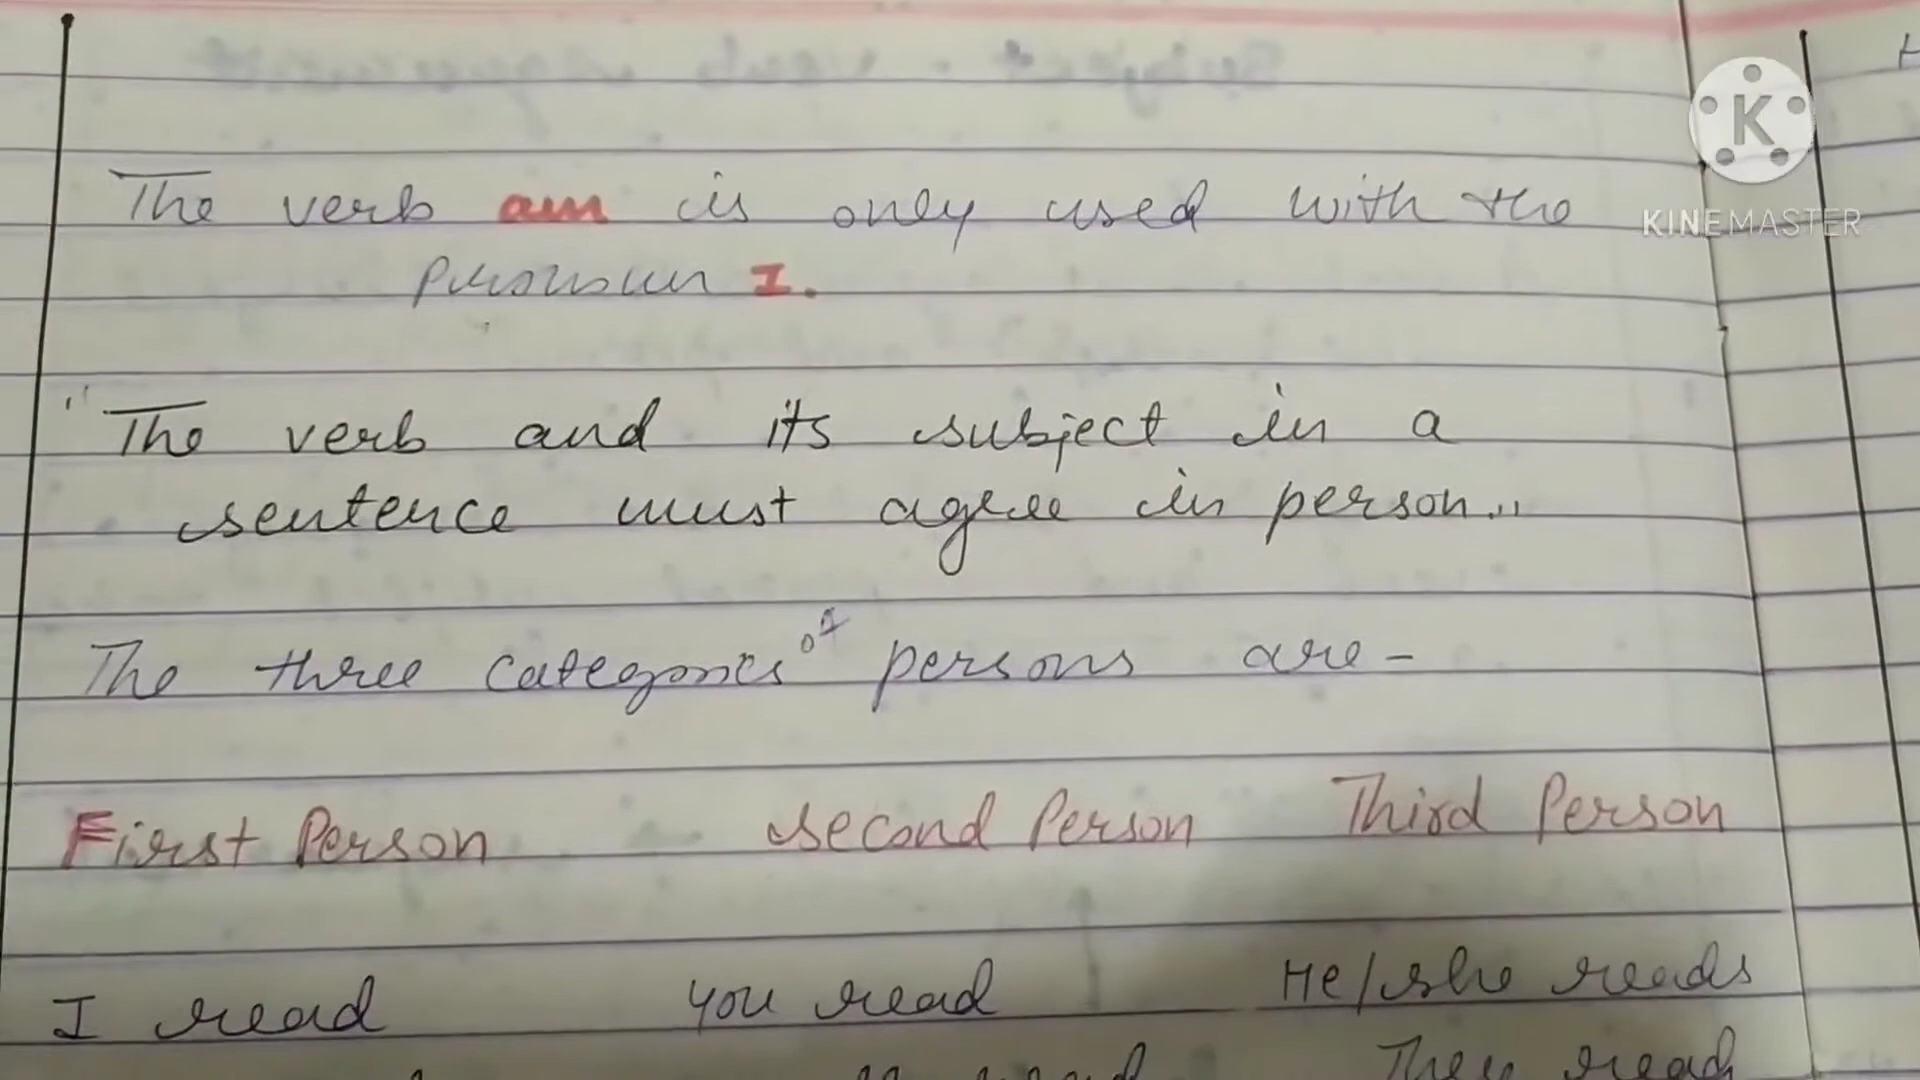 The verb am is only used with the
pronoun I.
"The verb and its subject in a
sentence must agree in person."
The three categories of persons are-
First Person Second Person Third Person
I read You read He/she reads
They read
K
KINEMASTER